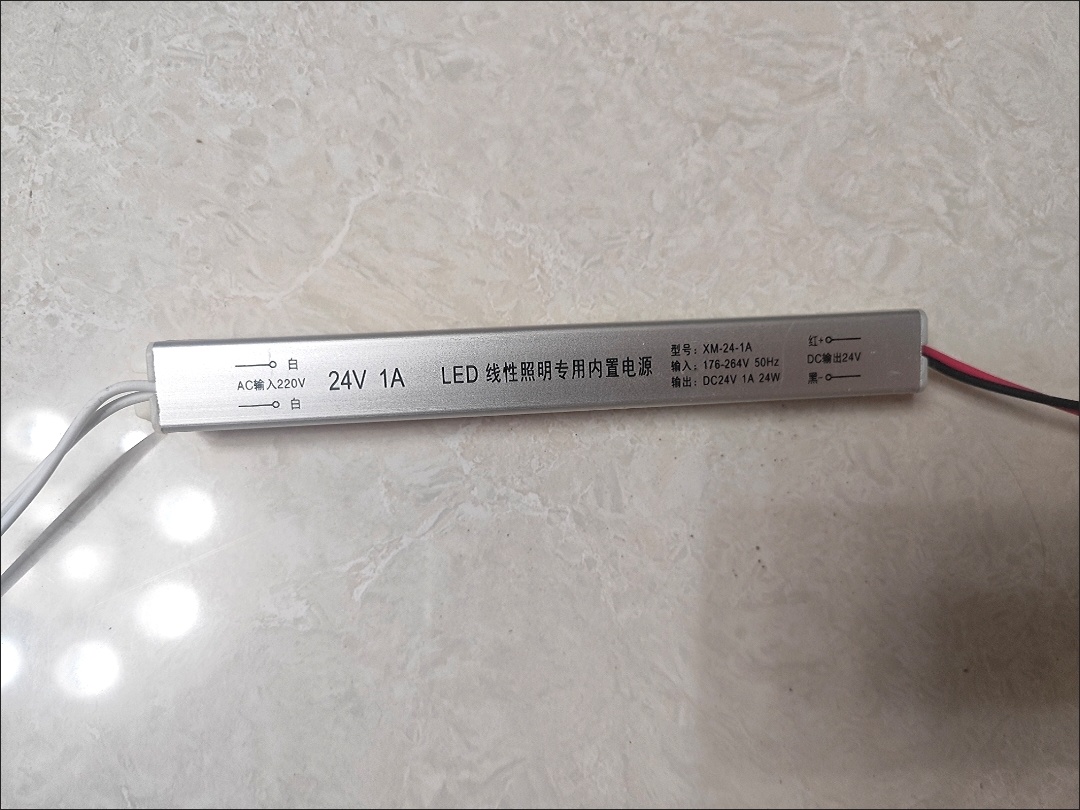 白
AC输入220V
白
24V 1A
LED 线性照明专用内置电源
型号：XM-24-1A
输入：176-264V 50Hz
输出：DC24V 1A 24W
红+
DC输出24V
黑-